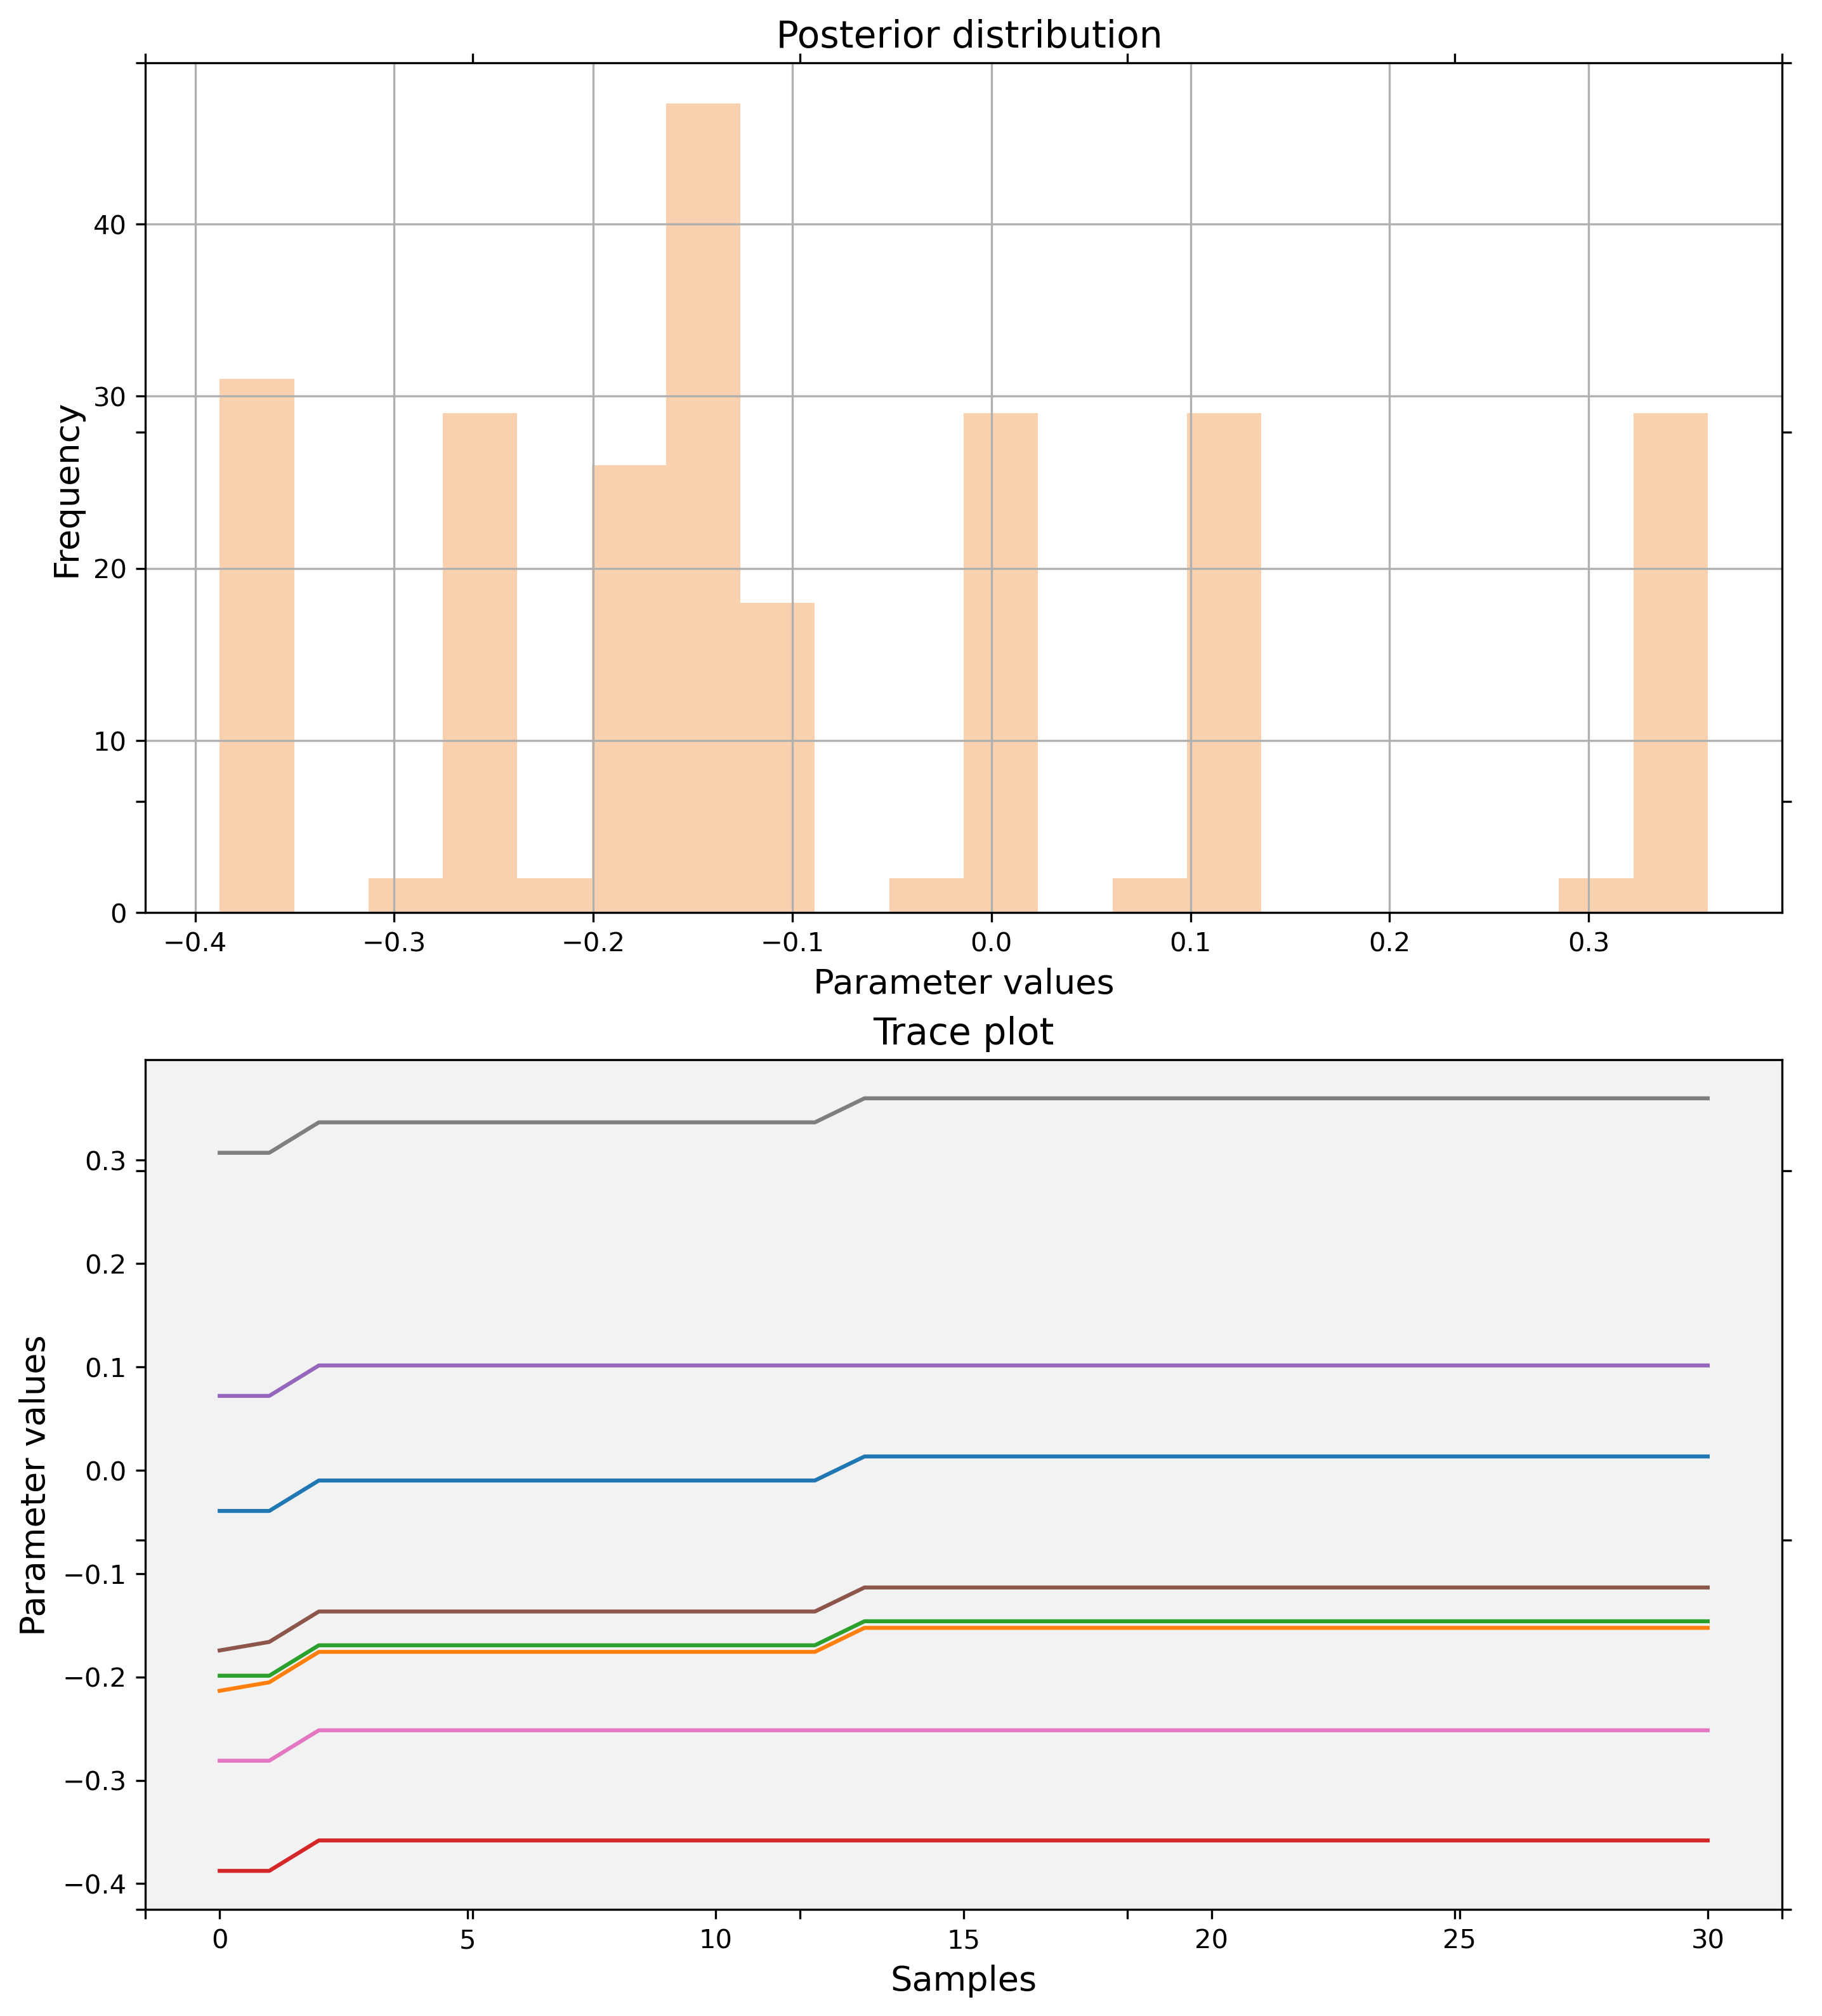 Posterior distribution
40
30
20
10
0
Frequency
−0.4 −0.3 −0.2 −0.1 0.0 0.1 0.2 0.3
Parameter values
Trace plot
0.3
0.2
0.1
0.0
−0.1
−0.2
−0.3
−0.4
Parameter values
0 5 10 15 20 25 30
Samples